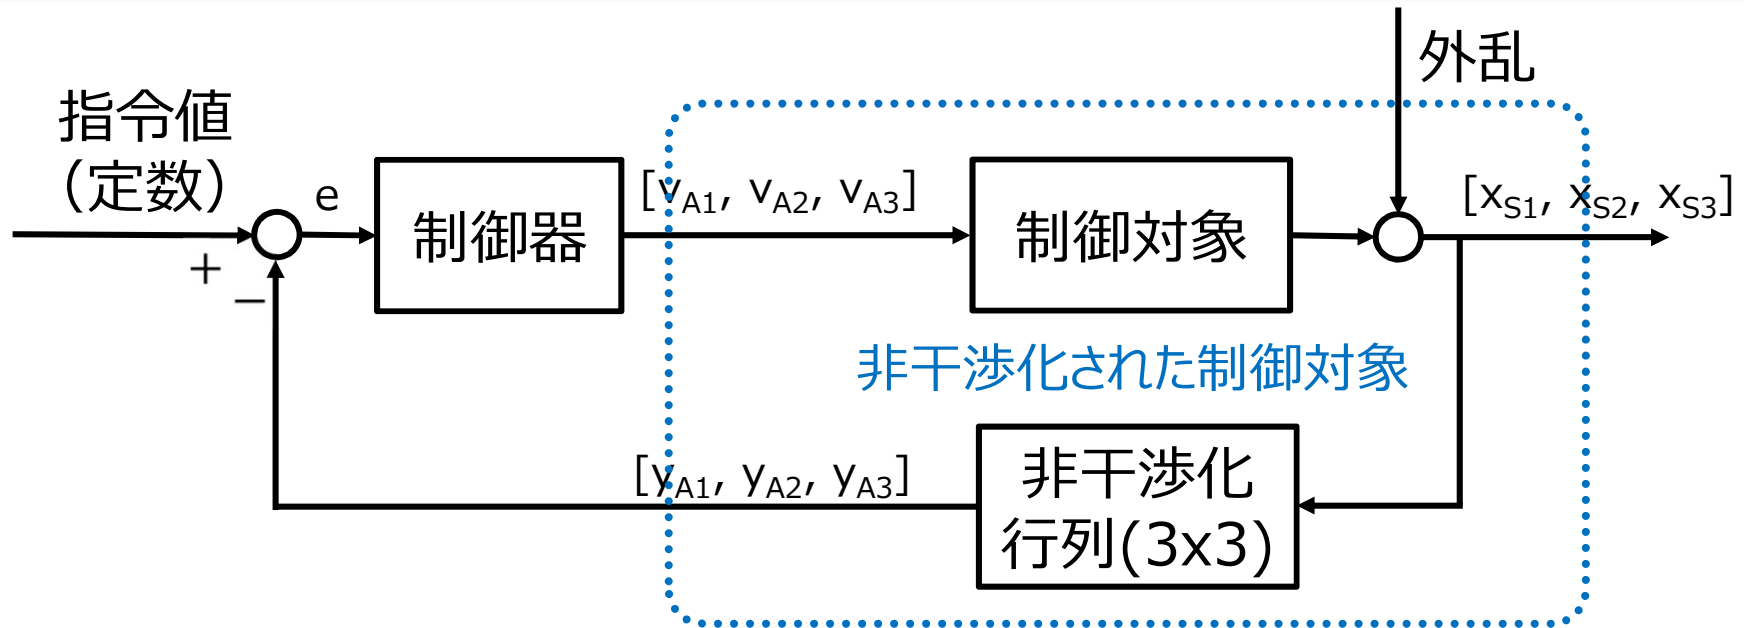 外乱
指令値
（定数）
e
+
−
制御器
[vA1, vA2, vA3]
制御対象
[xS1, xS2, xS3]
非干渉化された制御対象
[yA1, yA2, yA3]
非干渉化
行列(3x3)